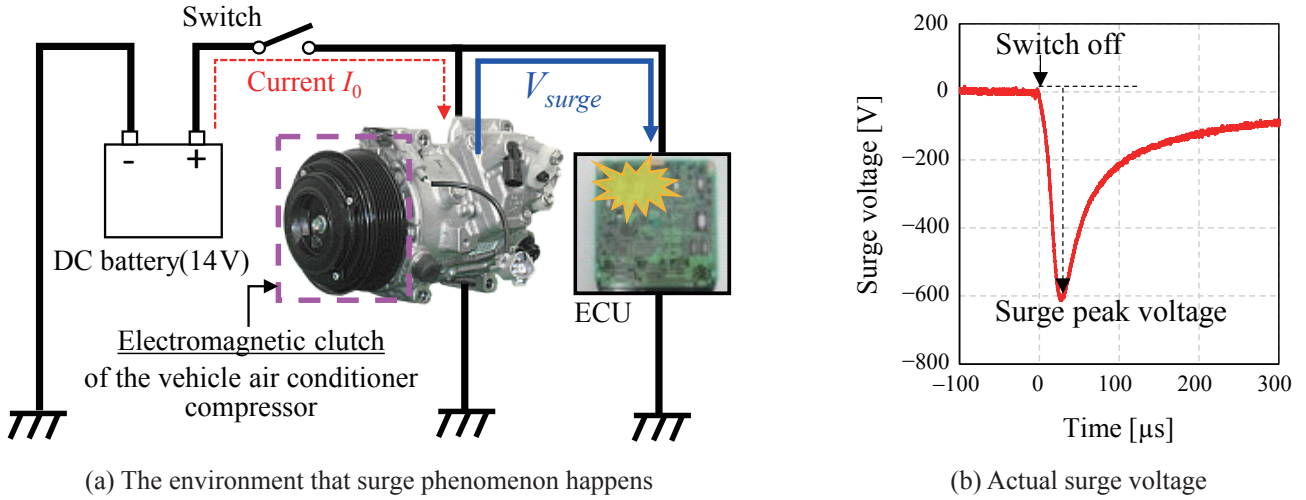 Switch
Current I₀
V_surge
-
+
DC battery(14V)
ECU
Electromagnetic clutch
of the vehicle air conditioner
compressor
(a) The environment that surge phenomenon happens
200
0
−200
−400
−600
−800
Surge voltage [V]
Switch off
Surge peak voltage
−100
0
100
200
300
Time [µs]
(b) Actual surge voltage